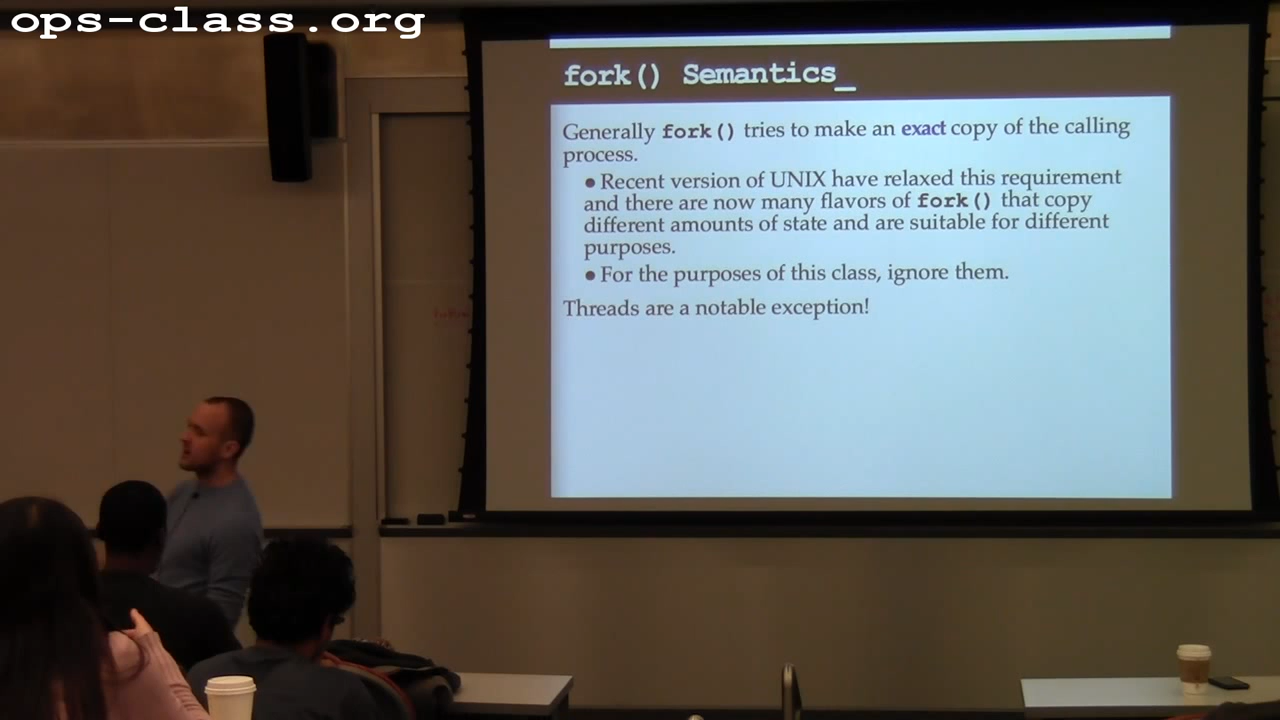 ops-class.org
fork() Semantics_
Generally fork() tries to make an exact copy of the calling
process.
● Recent version of UNIX have relaxed this requirement
and there are now many flavors of fork() that copy
different amounts of state and are suitable for different
purposes.
● For the purposes of this class, ignore them.
Threads are a notable exception!